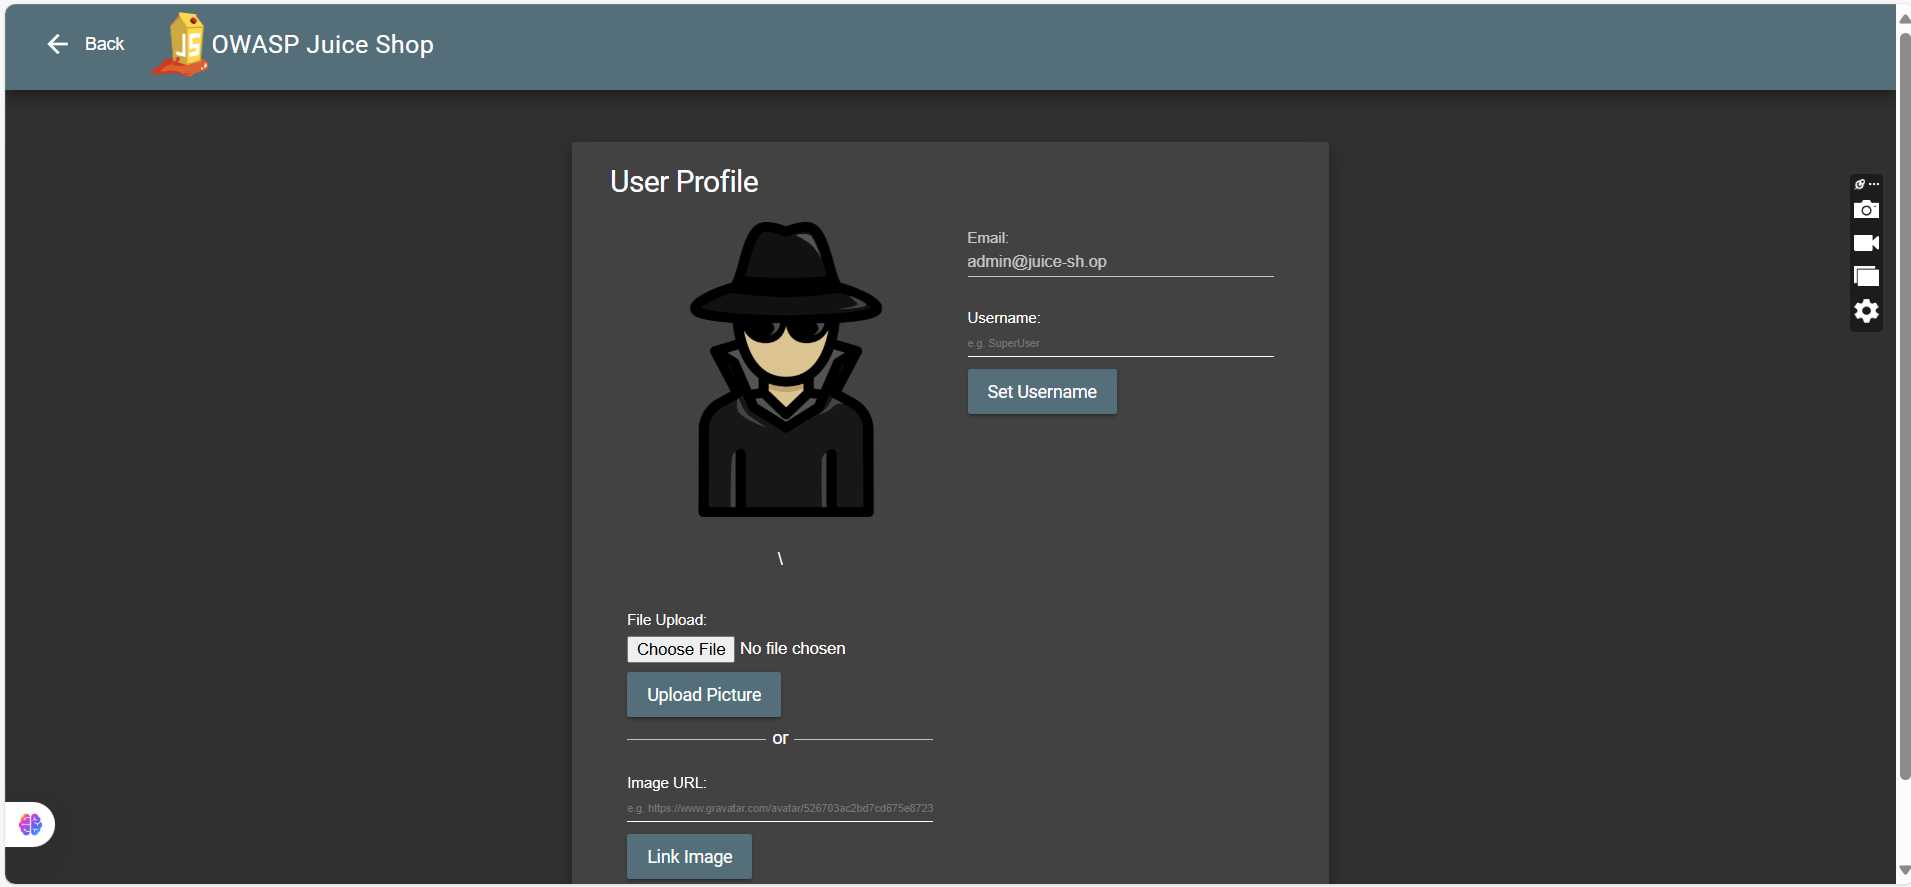 Back
JS
OWASP Juice Shop
User Profile
Email:
admin@juice-sh.op
Username:
e.g. SuperUser
Set Username
\
File Upload:
Choose File No file chosen
Upload Picture
or
Image URL:
e.g. https://www.gravatar.com/avatar/526703ac2bd7cd675e8723
Link Image